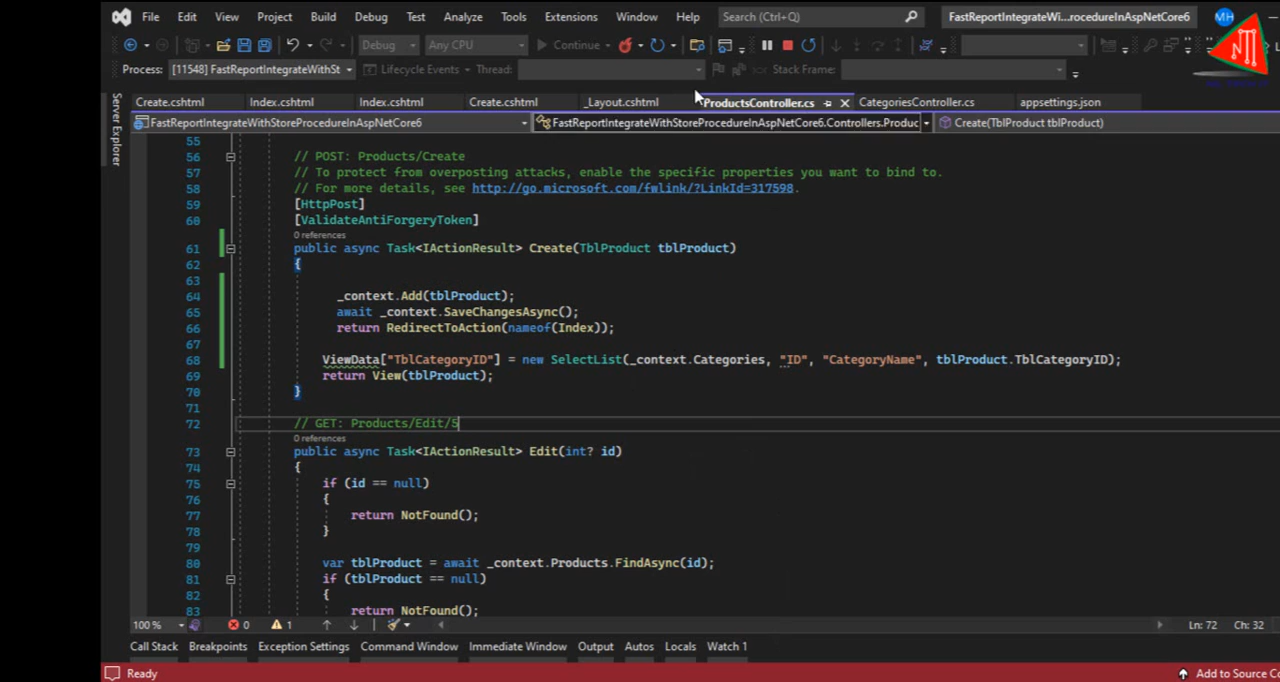 File Edit View Project Build Debug Test Analyze Tools Extensions Window Help Search (Ctrl+Q) FastReportIntegrateWi...rocedureInAspNetCore6 MH
Debug Any CPU Continue
Process: [11548] FastReportIntegrateWithSt Lifecycle Events Thread: Stack Frame:
Create.cshtml Index.cshtml Index.cshtml Create.cshtml _Layout.cshtml ProductsController.cs CategoriesController.cs appsettings.json
FastReportIntegrateWithStoreProcedureInAspNetCore6 FastReportIntegrateWithStoreProcedureInAspNetCore6.Controllers.Produc Create(TblProduct tblProduct)
Server Explorer
55
56 // POST: Products/Create
57 // To protect from overposting attacks, enable the specific properties you want to bind to.
58 // For more details, see http://go.microsoft.com/fwlink/?LinkId=317598.
59 [HttpPost]
60 [ValidateAntiForgeryToken]
0 references
61 public async Task<IActionResult> Create(TblProduct tblProduct)
62 {
63
64 _context.Add(tblProduct);
65 await _context.SaveChangesAsync();
66 return RedirectToAction(nameof(Index));
67
68 ViewData["TblCategoryID"] = new SelectList(_context.Categories, "ID", "CategoryName", tblProduct.TblCategoryID);
69 return View(tblProduct);
70 }
71
72 // GET: Products/Edit/5
0 references
73 public async Task<IActionResult> Edit(int? id)
74 {
75 if (id == null)
76 {
77 return NotFound();
78 }
79
80 var tblProduct = await _context.Products.FindAsync(id);
81 if (tblProduct == null)
82 {
83 return NotFound();
100 % 0 1 Ln: 72 Ch: 32
Call Stack Breakpoints Exception Settings Command Window Immediate Window Output Autos Locals Watch 1
Ready Add to Source Co